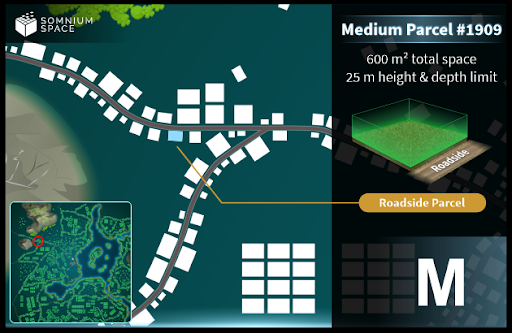 SOMNIUM
SPACE
Medium Parcel #1909
600 m² total space
25 m height & depth limit
Roadside
Roadside Parcel
M